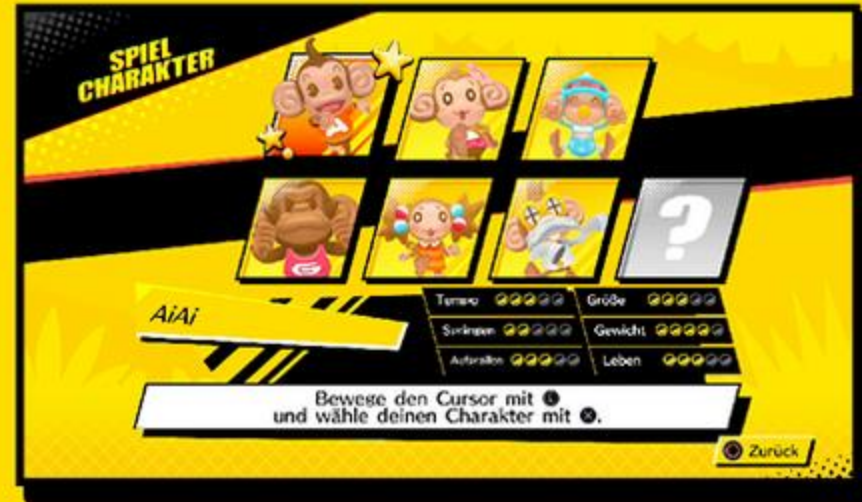 SPIEL
CHARAKTER
?
AiAi
Tempo
Größe
Springen
Gewicht
Aufprallen
Leben
Bewege den Cursor mit L
und wähle deinen Charakter mit ⊗.
Zurück